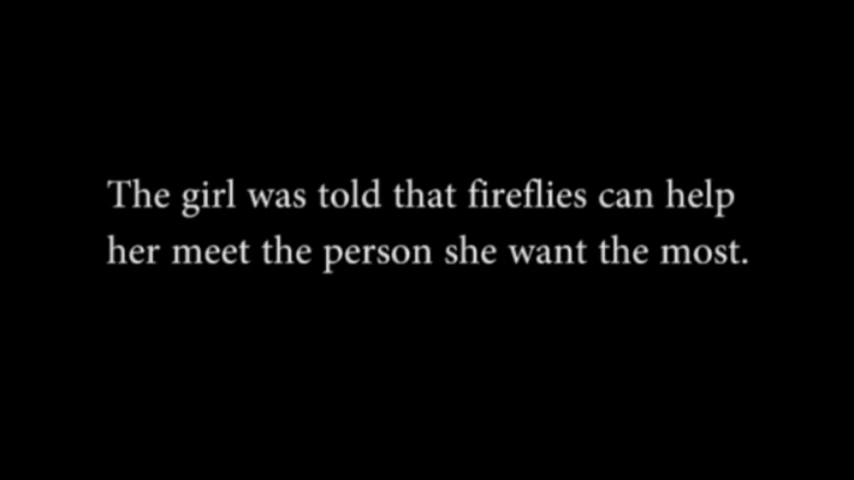 The girl was told that fireflies can help
her meet the person she want the most.